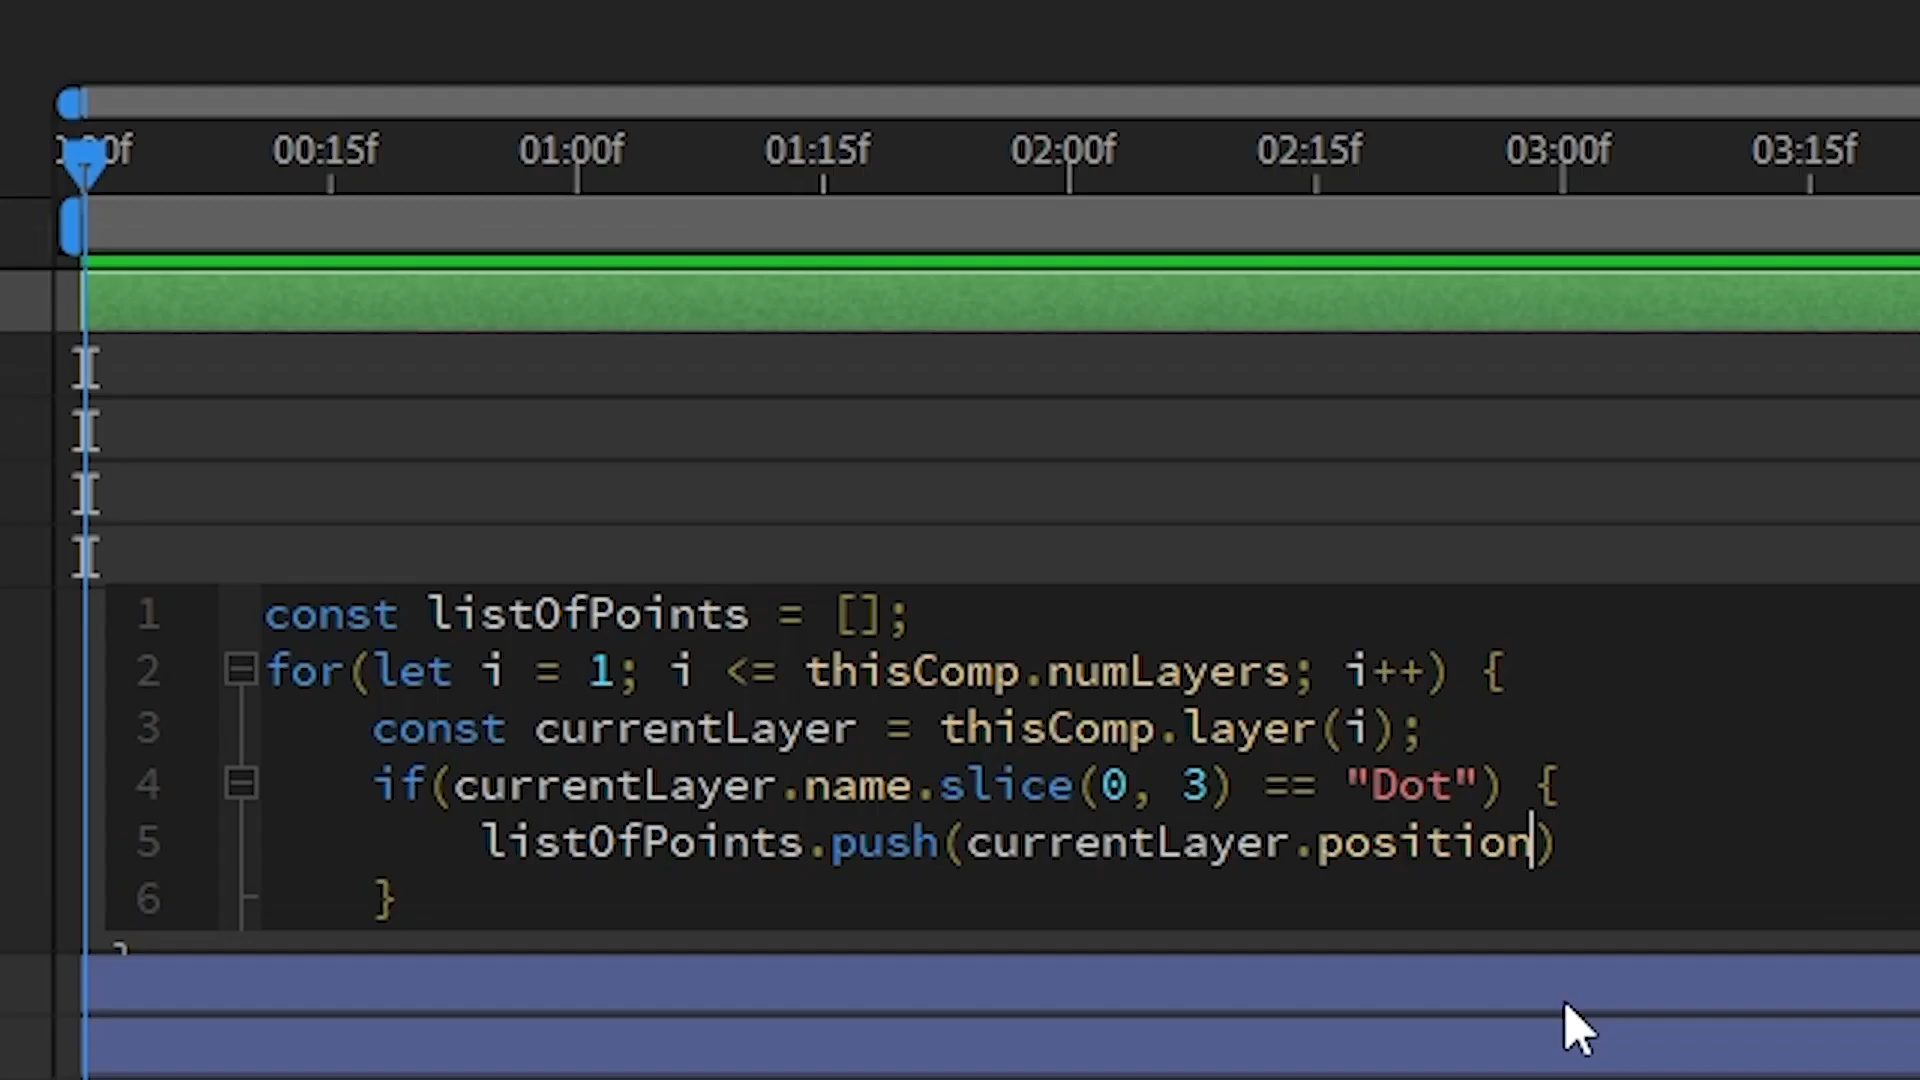 00f 00:15f 01:00f 01:15f 02:00f 02:15f 03:00f 03:15f
1 const listOfPoints = [];
2 for(let i = 1; i <= thisComp.numLayers; i++) {
3 const currentLayer = thisComp.layer(i);
4 if(currentLayer.name.slice(0, 3) == "Dot") {
5 listOfPoints.push(currentLayer.position)
6 }